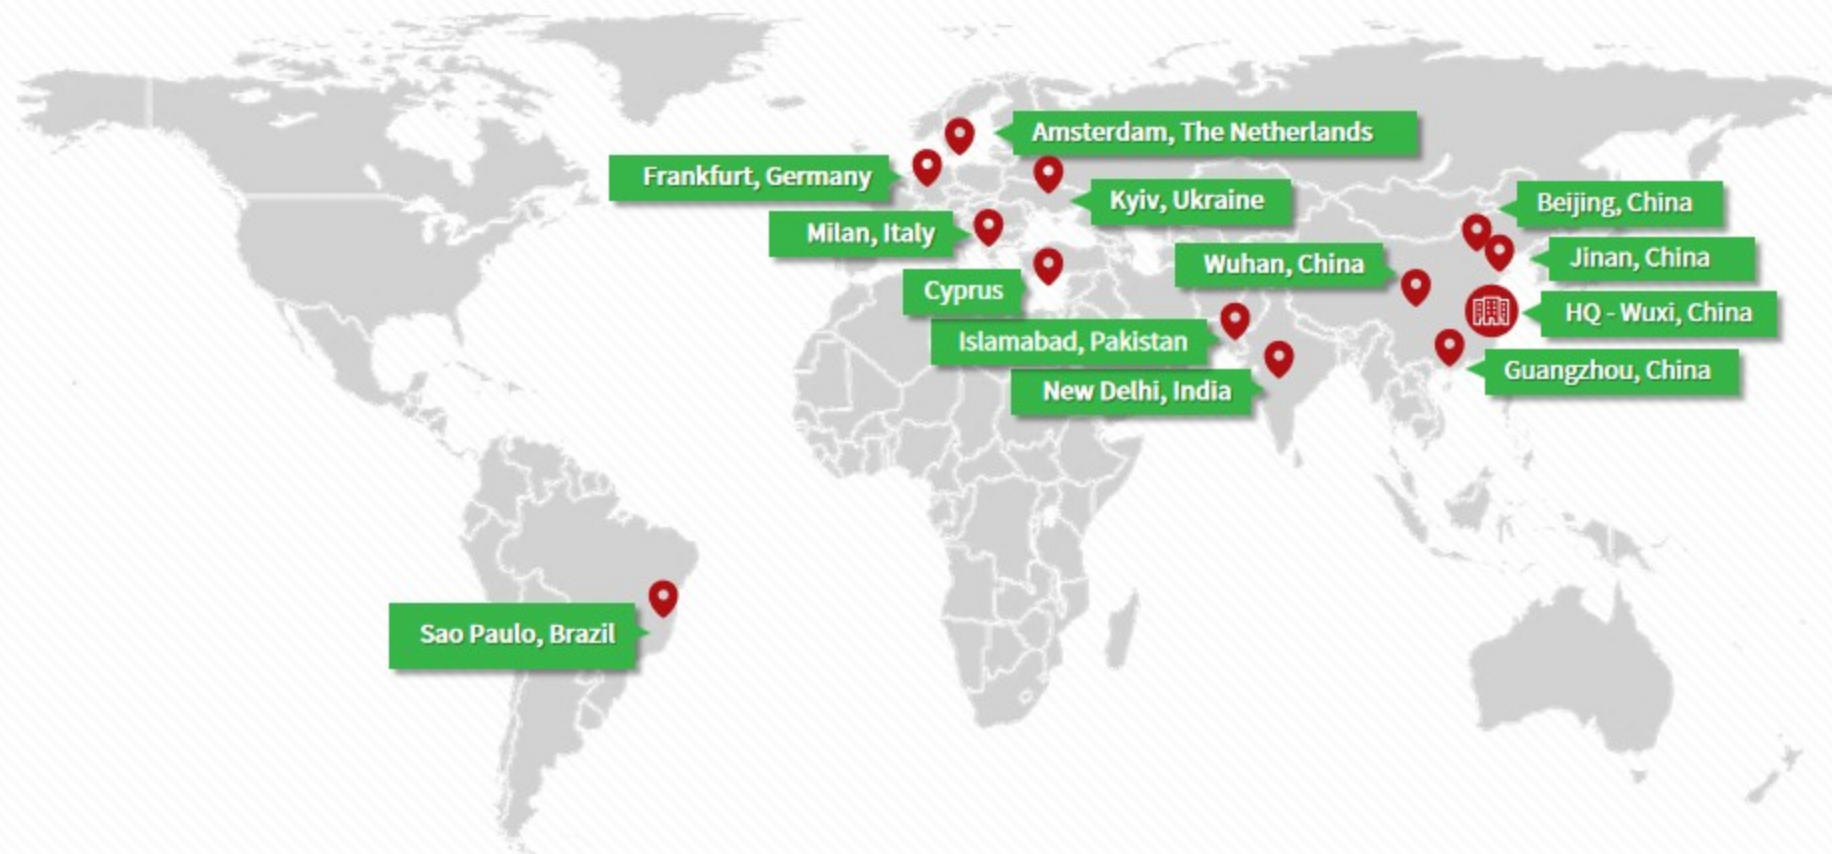 Amsterdam, The Netherlands
Frankfurt, Germany
Kyiv, Ukraine
Beijing, China
Milan, Italy
Jinan, China
Wuhan, China
Cyprus
HQ - Wuxi, China
Islamabad, Pakistan
Guangzhou, China
New Delhi, India
Sao Paulo, Brazil